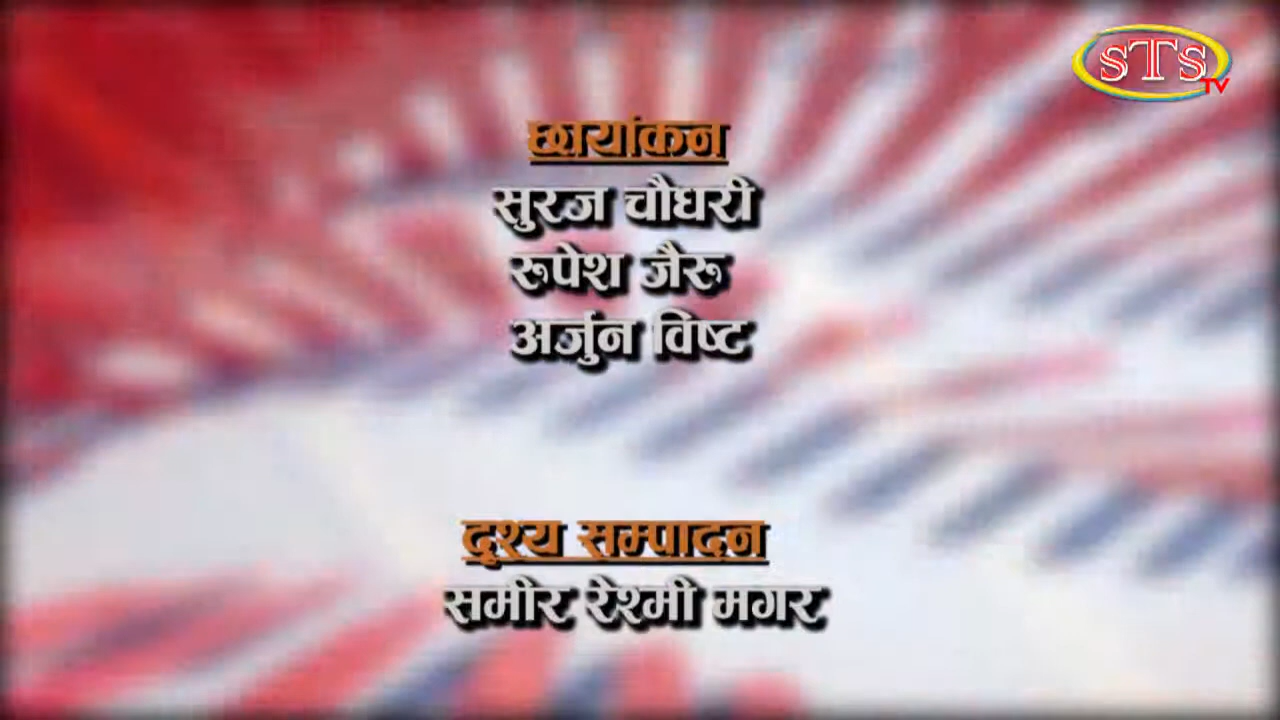 STS TV
छायांकन
सुरज चौधरी
रुपेश जैरु
अर्जुन विष्ट
दृश्य सम्पादन
समीर रेश्मी मगर